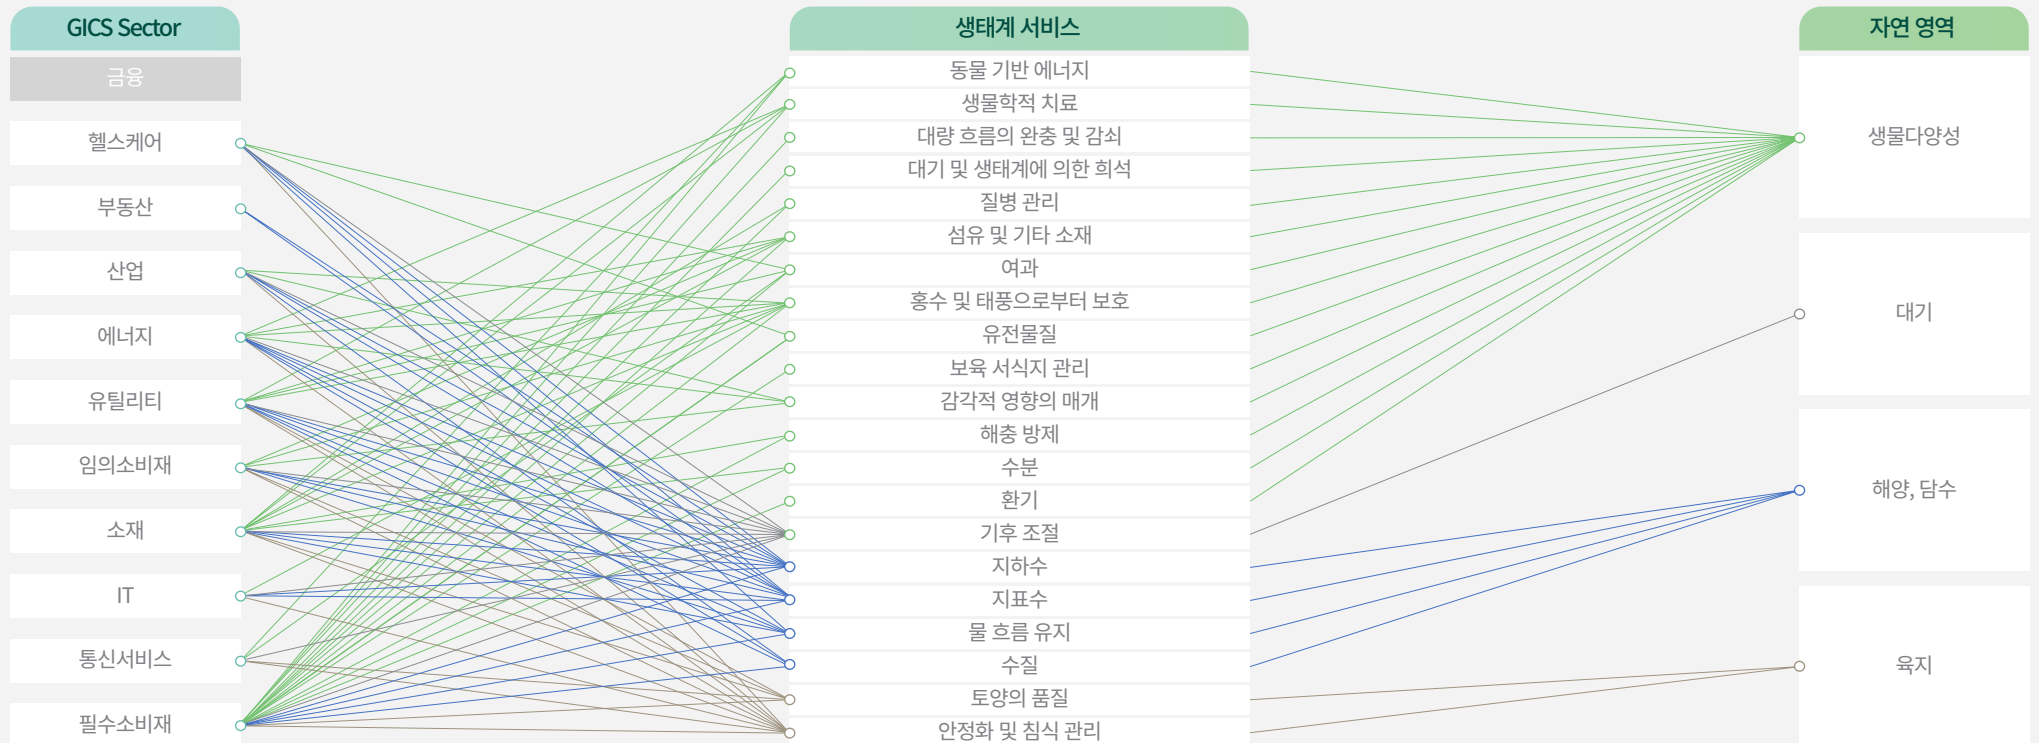 GICS Sector
금융
헬스케어
부동산
산업
에너지
유틸리티
임의소비재
소재
IT
통신서비스
필수소비재
생태계 서비스
동물 기반 에너지
생물학적 치료
대량 흐름의 완충 및 감쇠
대기 및 생태계에 의한 희석
질병 관리
섬유 및 기타 소재
여과
홍수 및 태풍으로부터 보호
유전물질
보육 서식지 관리
감각적 영향의 매개
해충 방제
수분
환기
기후 조절
지하수
지표수
물 흐름 유지
수질
토양의 품질
안정화 및 침식 관리
자연 영역
생물다양성
대기
해양, 담수
육지